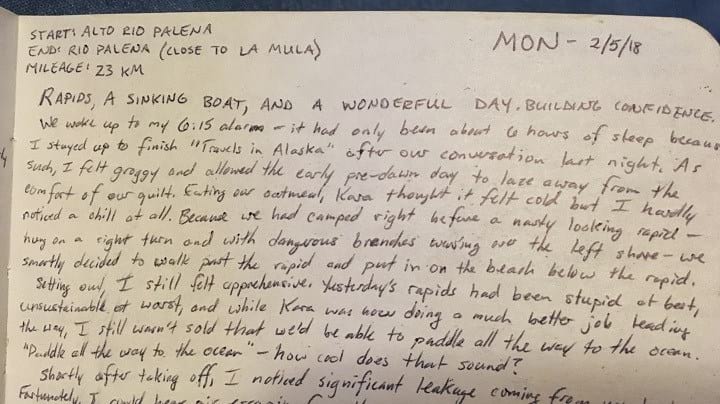 START: ALTO RIO PALENA
END: RIO PALENA (CLOSE TO LA MULA)
MILEAGE: 23 KM
MON - 2/5/18
RAPIDS, A SINKING BOAT, AND A WONDERFUL DAY. BUILDING CONFIDENCE.
We woke up to my 6:15 alarm - it had only been about 6 hours of sleep because
I stayed up to finish "Travels in Alaska" after our conversation last night. As
such, I felt groggy and allowed the early pre-dawn day to laze away from the
comfort of our quilt. Eating our oatmeal, Kara thought it felt cold but I hardly
noticed a chill at all. Because we had camped right before a nasty looking rapid -
hung on a right turn and with dangerous branches over the left shore - we
smartly decided to walk past the rapid and put in on the beach below the rapid.
Setting out, I still felt apprehensive. Yesterday's rapids had been stupid at best,
unsustainable at worst, and while Kara was now doing a much better job leading
the way, I still wasn't sold that we'd be able to paddle all the way to the ocean.
"Paddle all the way to the ocean" - how cool does that sound?
Shortly after taking off, I noticed significant leakage coming from
Fortunately, I could hear air